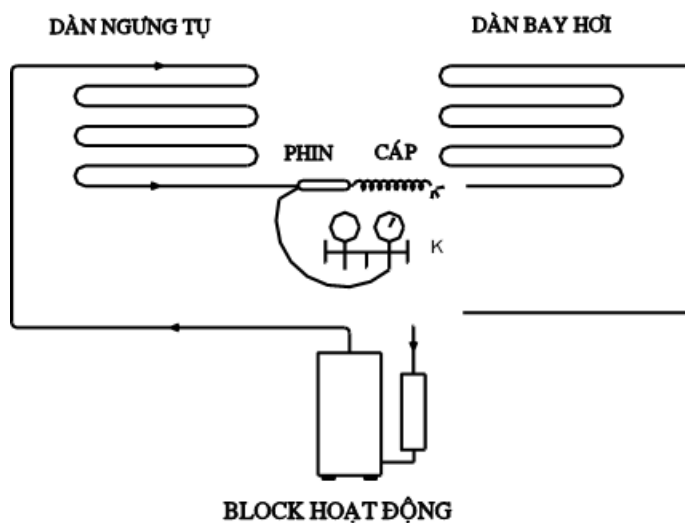 DÀN NGƯNG TỤ
DÀN BAY HƠI
PHIN
CÁP
K
BLOCK HOẠT ĐỘNG